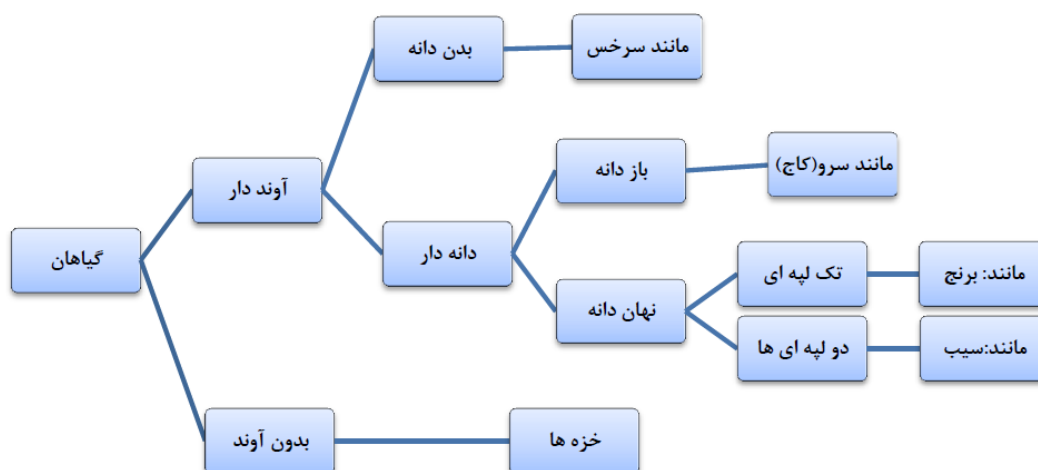 گیاهان
آوند دار
بدن دانه
مانند سرخس
دانه دار
باز دانه
مانند سرو(کاج)
نهان دانه
تک لپه ای
مانند: برنج
دو لپه ای ها
مانند:سیب
بدون آوند
خزه ها